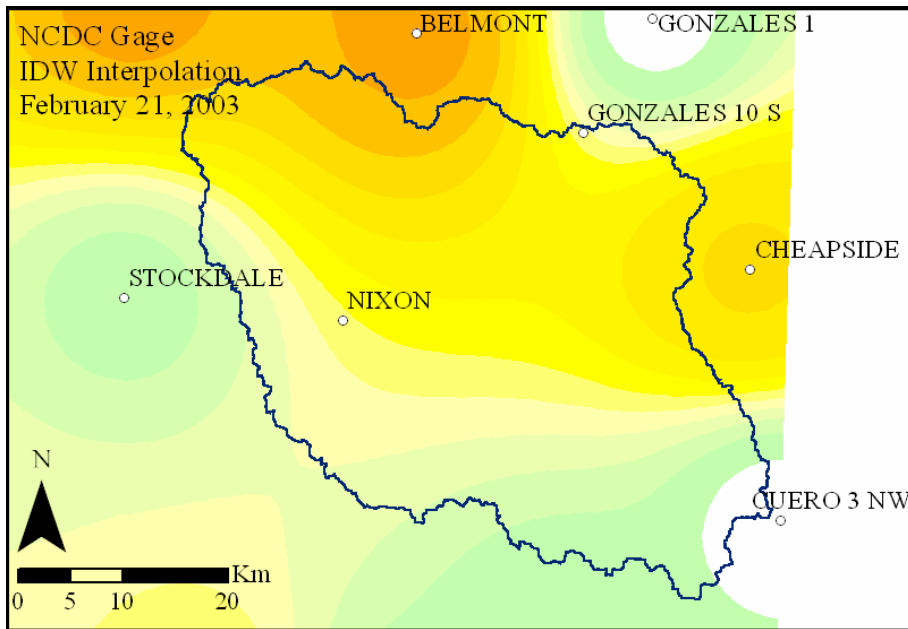 NCDC Gage
IDW Interpolation
February 21, 2003
BELMONT
GONZALES 1
GONZALES 10 S
CHEAPSIDE
STOCKDALE
NIXON
CUERO 3 NW
N
Km
0 5 10 20